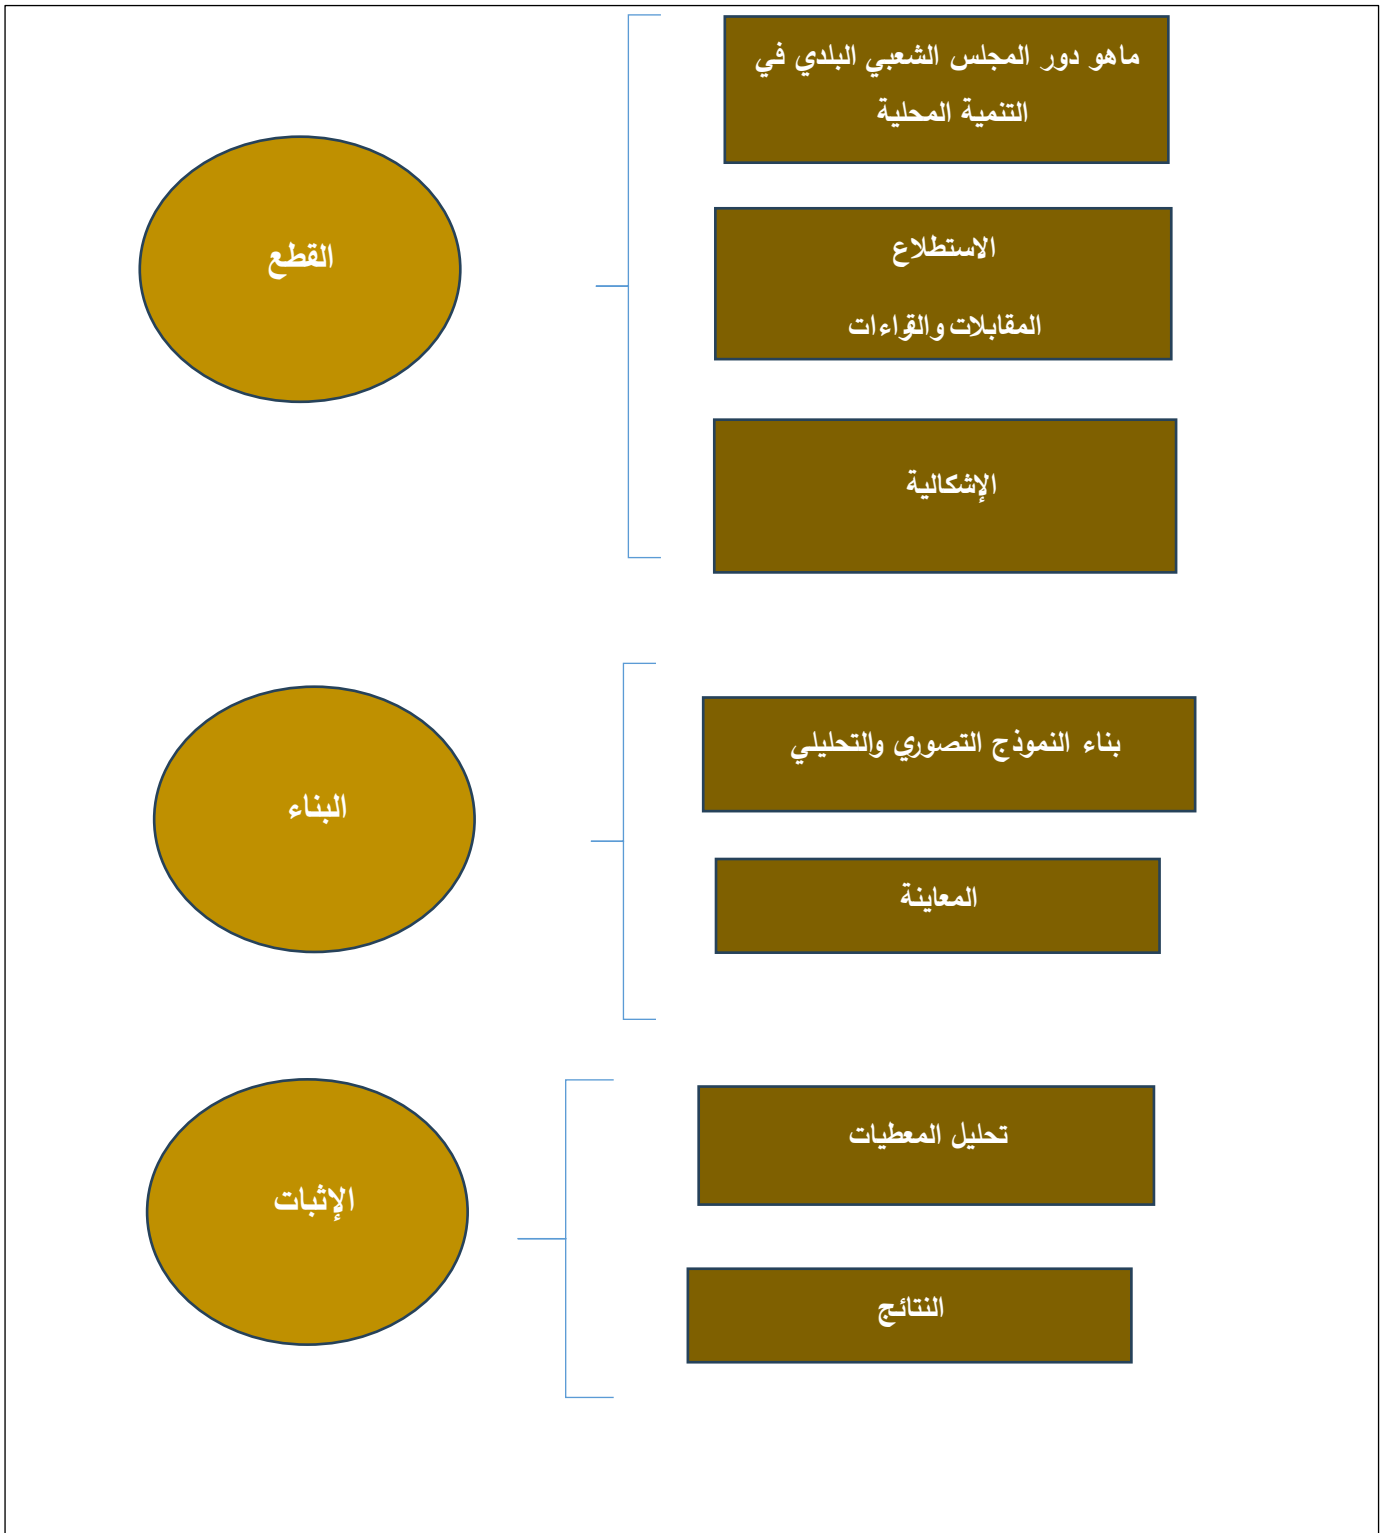 ماهو دور المجلس الشعبي البلدي في
التنمية المحلية
القطع
الاستطلاع
المقابلات والقراءات
الإشكالية
بناء النموذج التصوري والتحليلي
البناء
المعاينة
تحليل المعطيات
الإثبات
النتائج